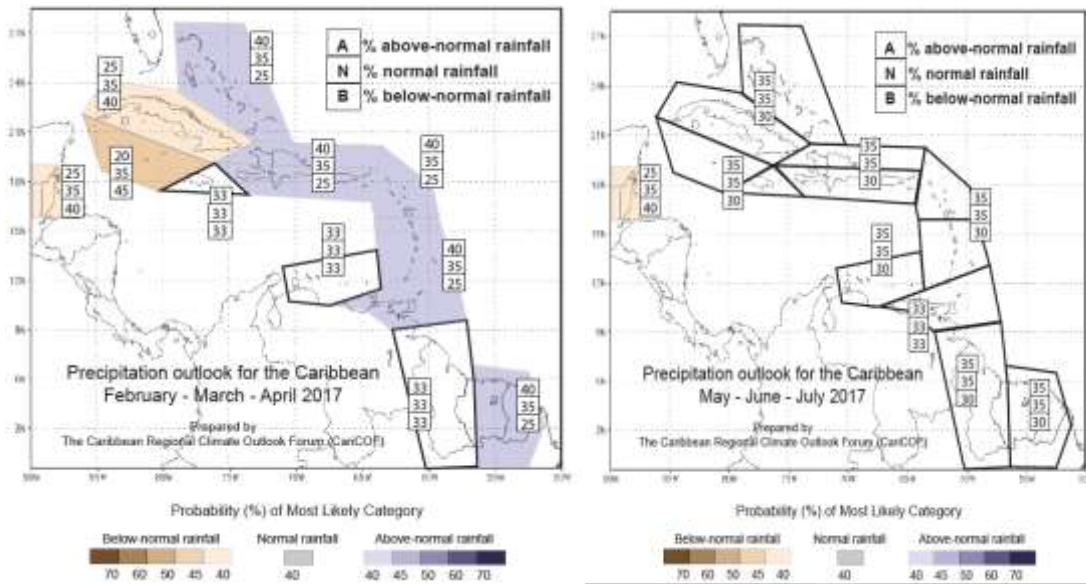 A % above-normal rainfall
N % normal rainfall
B % below-normal rainfall
40
35
25
25
35
40
20
35
45
25
35
40
33
33
33
40
35
25
40
35
25
33
33
33
40
35
25
33
33
33
40
35
25
Precipitation outlook for the Caribbean
February - March - April 2017
Prepared by
The Caribbean Regional Climate Outlook Forum (CariCOF)
Probability (%) of Most Likely Category
Below-normal rainfall
Normal rainfall
Above-normal rainfall
70 60 50 45 40
40
40 45 50 60 70
A % above-normal rainfall
N % normal rainfall
B % below-normal rainfall
35
35
30
25
35
40
35
35
30
35
35
30
35
35
30
35
35
30
33
33
33
35
35
30
35
35
30
Precipitation outlook for the Caribbean
May - June - July 2017
Prepared by
The Caribbean Regional Climate Outlook Forum (CariCOF)
Probability (%) of Most Likely Category
Below-normal rainfall
Normal rainfall
Above-normal rainfall
70 60 50 45 40
40
40 45 50 60 70